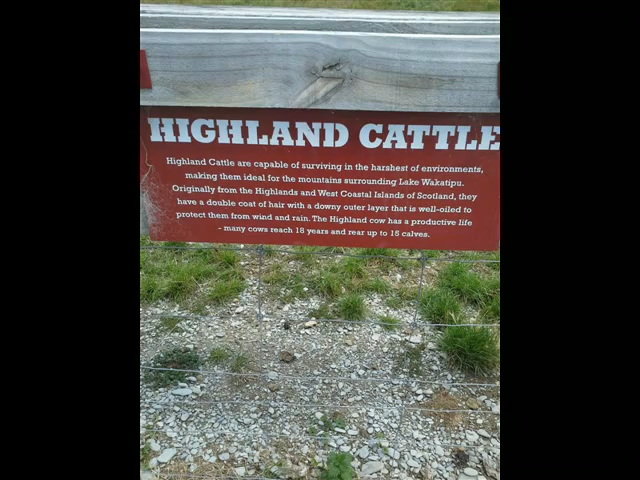 HIGHLAND CATTLE
Highland Cattle are capable of surviving in the harshest of environments,
making them ideal for the mountains surrounding Lake Wakatipu.
Originally from the Highlands and West Coastal Islands of Scotland, they
have a double coat of hair with a downy outer layer that is well-oiled to
protect them from wind and rain. The Highland cow has a productive life
- many cows reach 18 years and rear up to 15 calves.